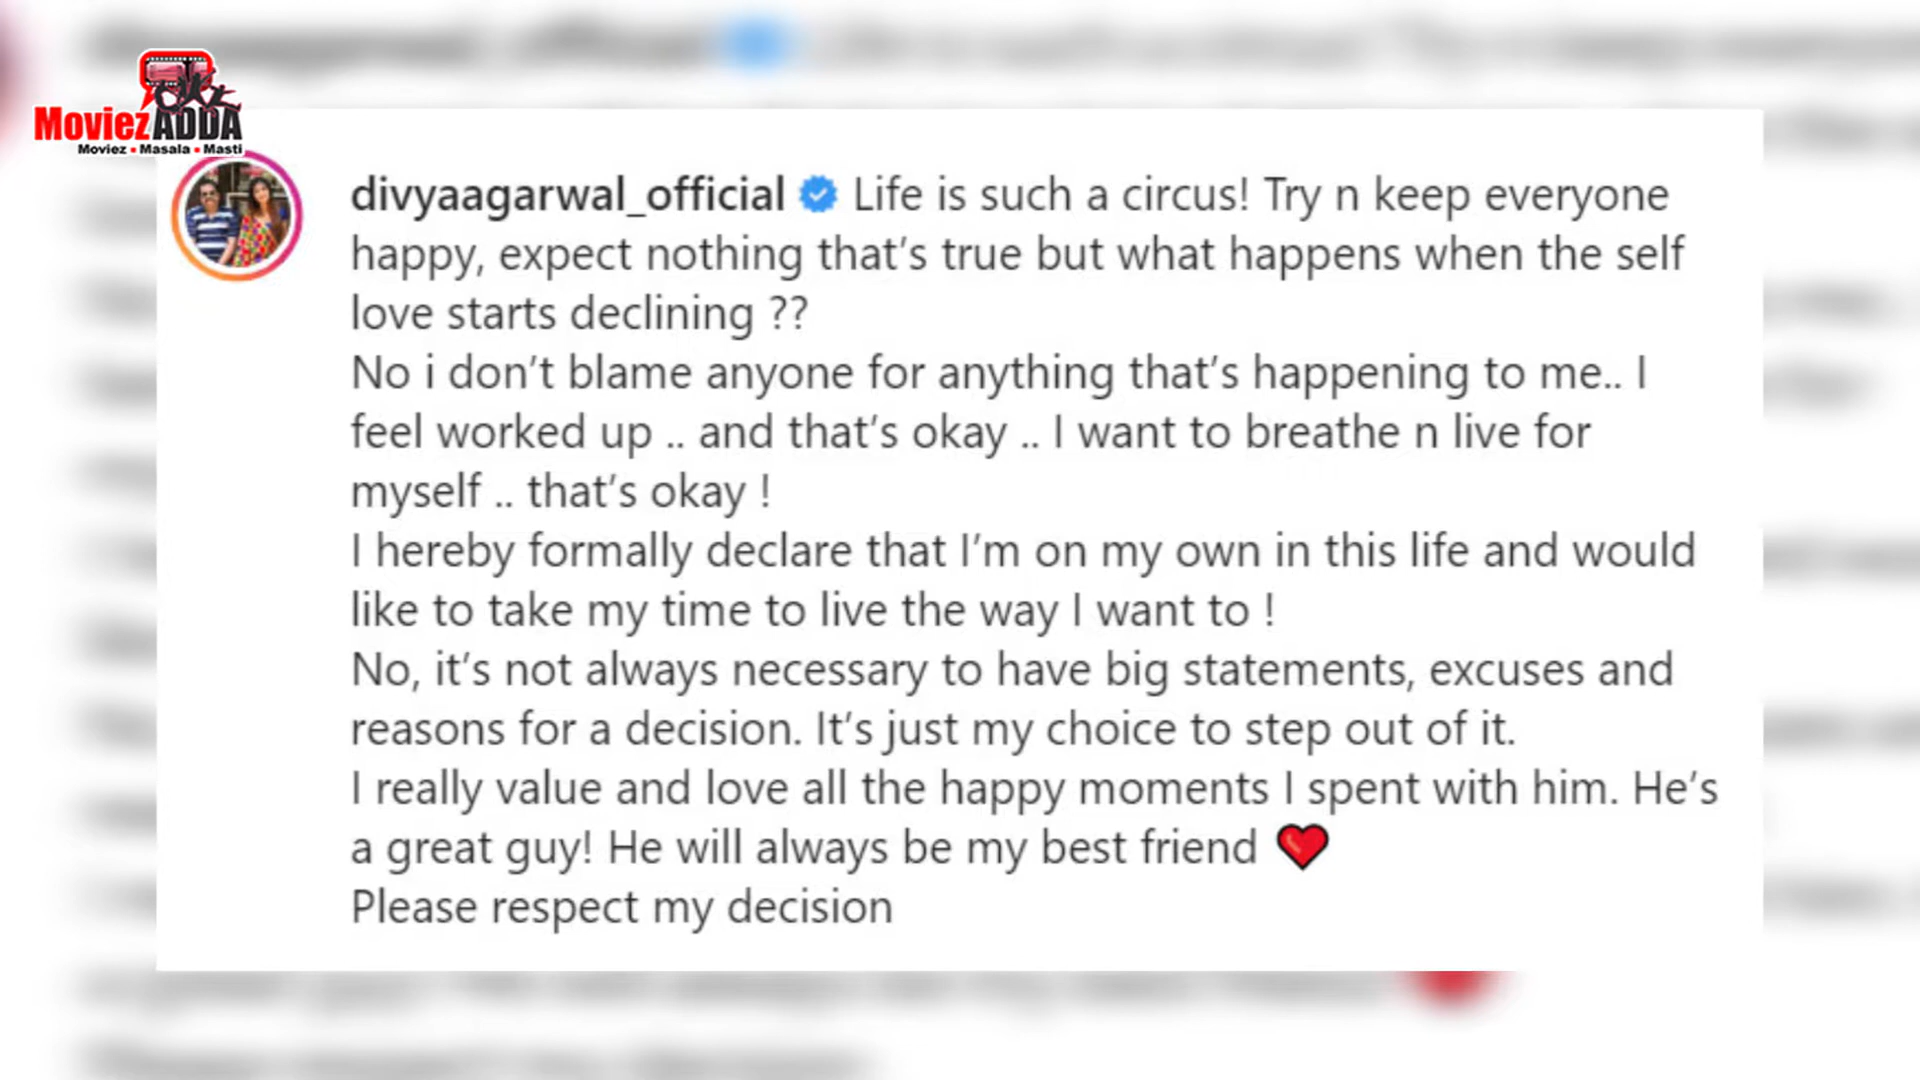 MoviezADDA
Moviez • Masala • Masti
divyaagarwal_official Life is such a circus! Try n keep everyone
happy, expect nothing that’s true but what happens when the self
love starts declining ??
No i don’t blame anyone for anything that’s happening to me.. I
feel worked up .. and that’s okay .. I want to breathe n live for
myself .. that’s okay !
I hereby formally declare that I’m on my own in this life and would
like to take my time to live the way I want to !
No, it’s not always necessary to have big statements, excuses and
reasons for a decision. It’s just my choice to step out of it.
I really value and love all the happy moments I spent with him. He’s
a great guy! He will always be my best friend ❤️
Please respect my decision